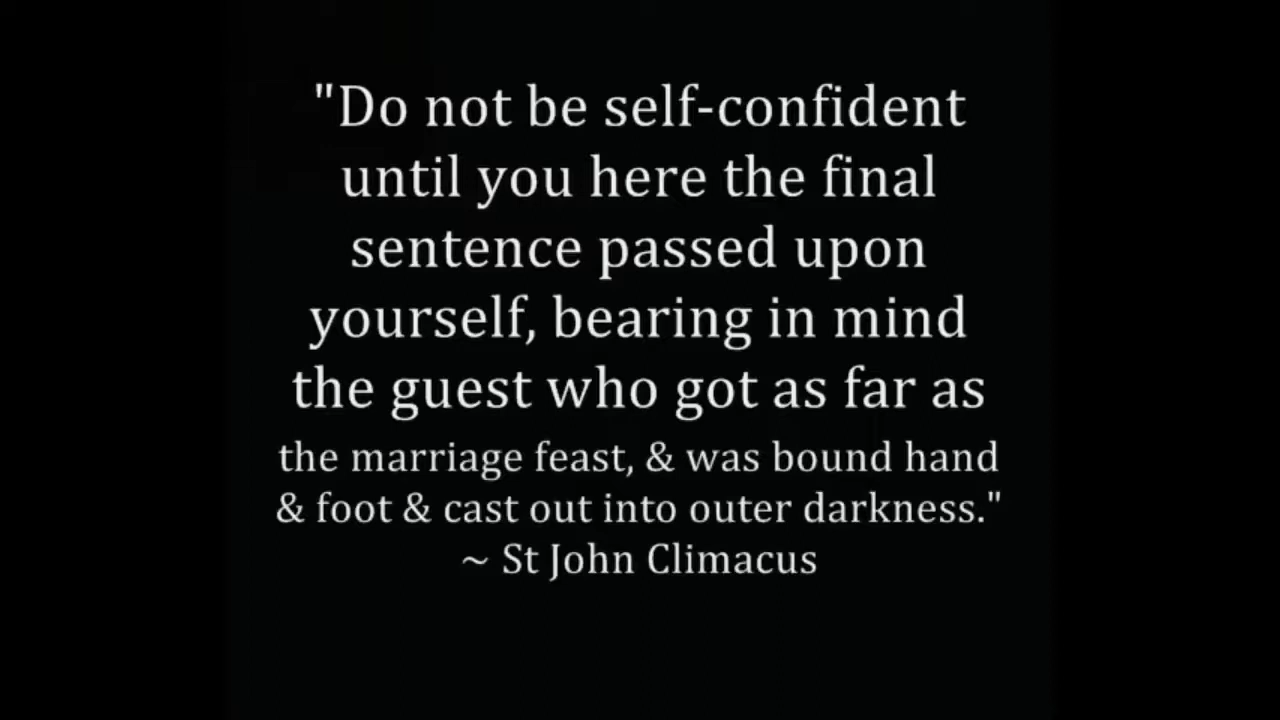 "Do not be self-confident
until you here the final
sentence passed upon
yourself, bearing in mind
the guest who got as far as
the marriage feast, & was bound hand
& foot & cast out into outer darkness."
~ St John Climacus